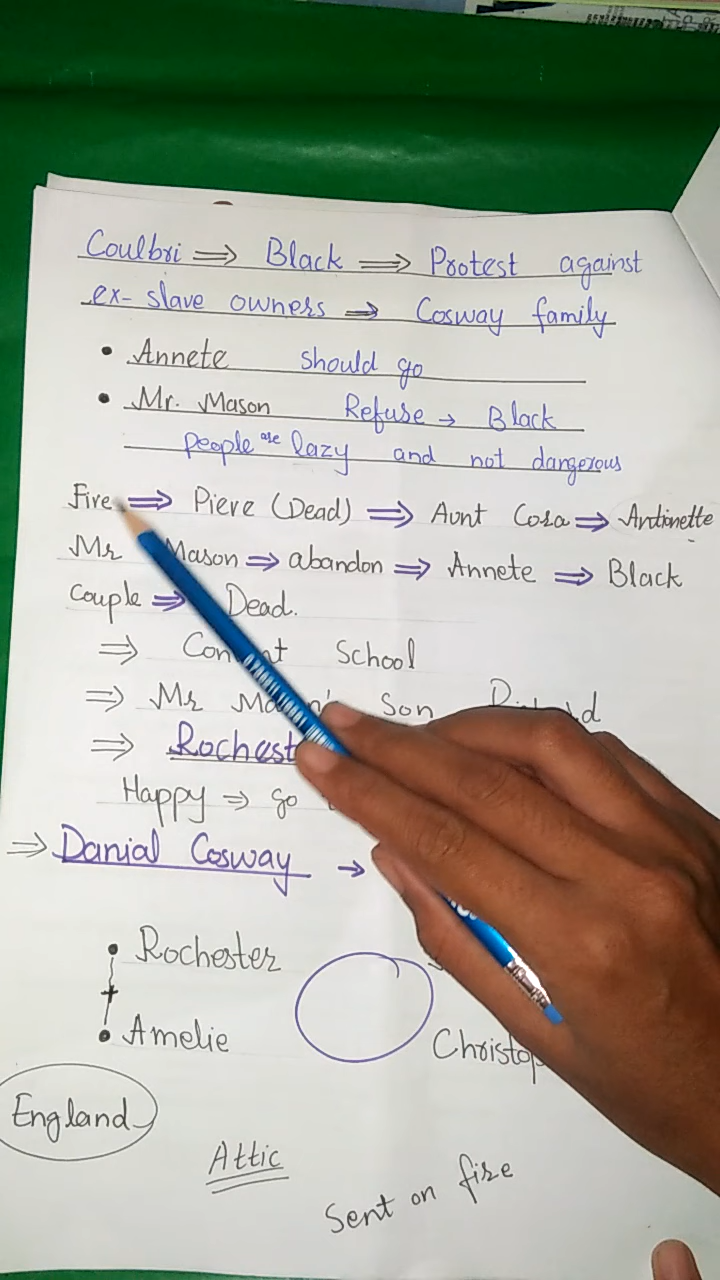 Coulbri ⇒ Black ⇒ Protest against
ex- slave owners → Cosway family
• Annete should go
• Mr. Mason Refuse → Black
people are lazy and not dangerous
Fire ⇒ Piere (Dead) ⇒ Aunt Cora ⇒ Antionette
Mr Mason ⇒ abandon ⇒ Annete ⇒ Black
Couple ⇒ Dead.
⇒ School
⇒ Mr Son
⇒
Happy → go
⇒ Danial Cosway →
• Rochester
• Amelie
England
Attic
Sent on fire